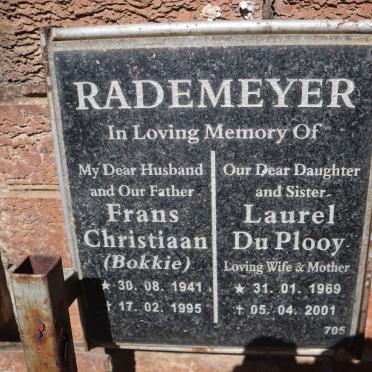 RADEMEYER
In Loving Memory Of
My Dear Husband
and Our Father
Frans
Christiaan
(Bokkie)
★ 30. 08. 1941
✝ 17. 02. 1995
Our Dear Daughter
and Sister
Laurel
Du Plooy
Loving Wife & Mother
★ 31. 01. 1969
✝ 05. 04. 2001
705